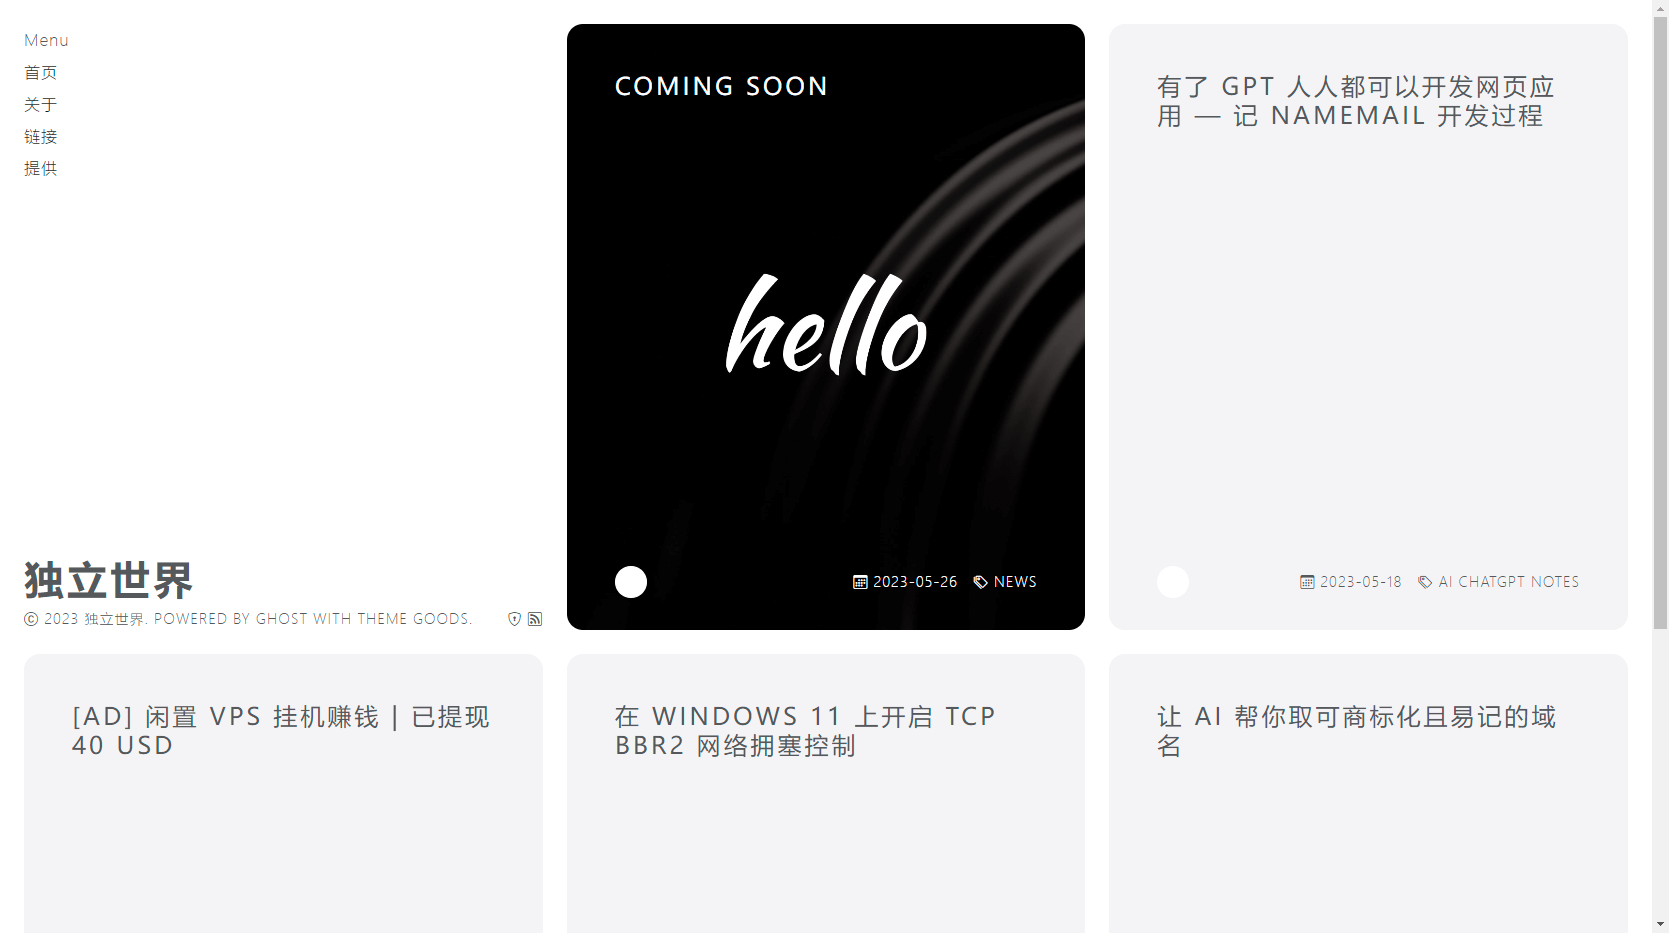 Menu
首页
关于
链接
提供
独立世界
© 2023 独立世界. POWERED BY GHOST WITH THEME GOODS.
COMING SOON
hello
2023-05-26 NEWS
有了 GPT 人人都可以开发网页应
用 — 记 NAMEMAIL 开发过程
2023-05-18 AI CHATGPT NOTES
[AD] 闲置 VPS 挂机赚钱 | 已提现
40 USD
在 WINDOWS 11 上开启 TCP
BBR2 网络拥塞控制
让 AI 帮你取可商标化且易记的域
名